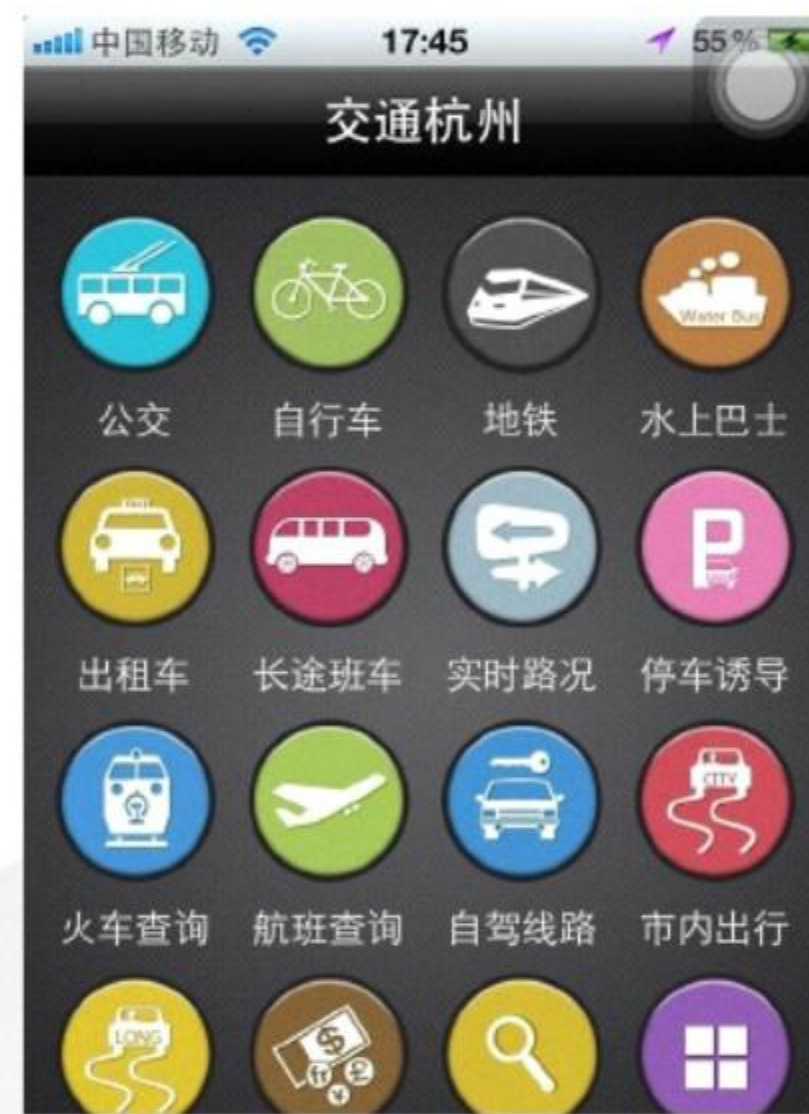 中国移动 17:45 55%
交通杭州
Water Bus
公交 自行车 地铁 水上巴士
TAXI
P
出租车 长途班车 实时路况 停车诱导
CITY
火车查询 航班查询 自驾线路 市内出行
LONG
$
¥